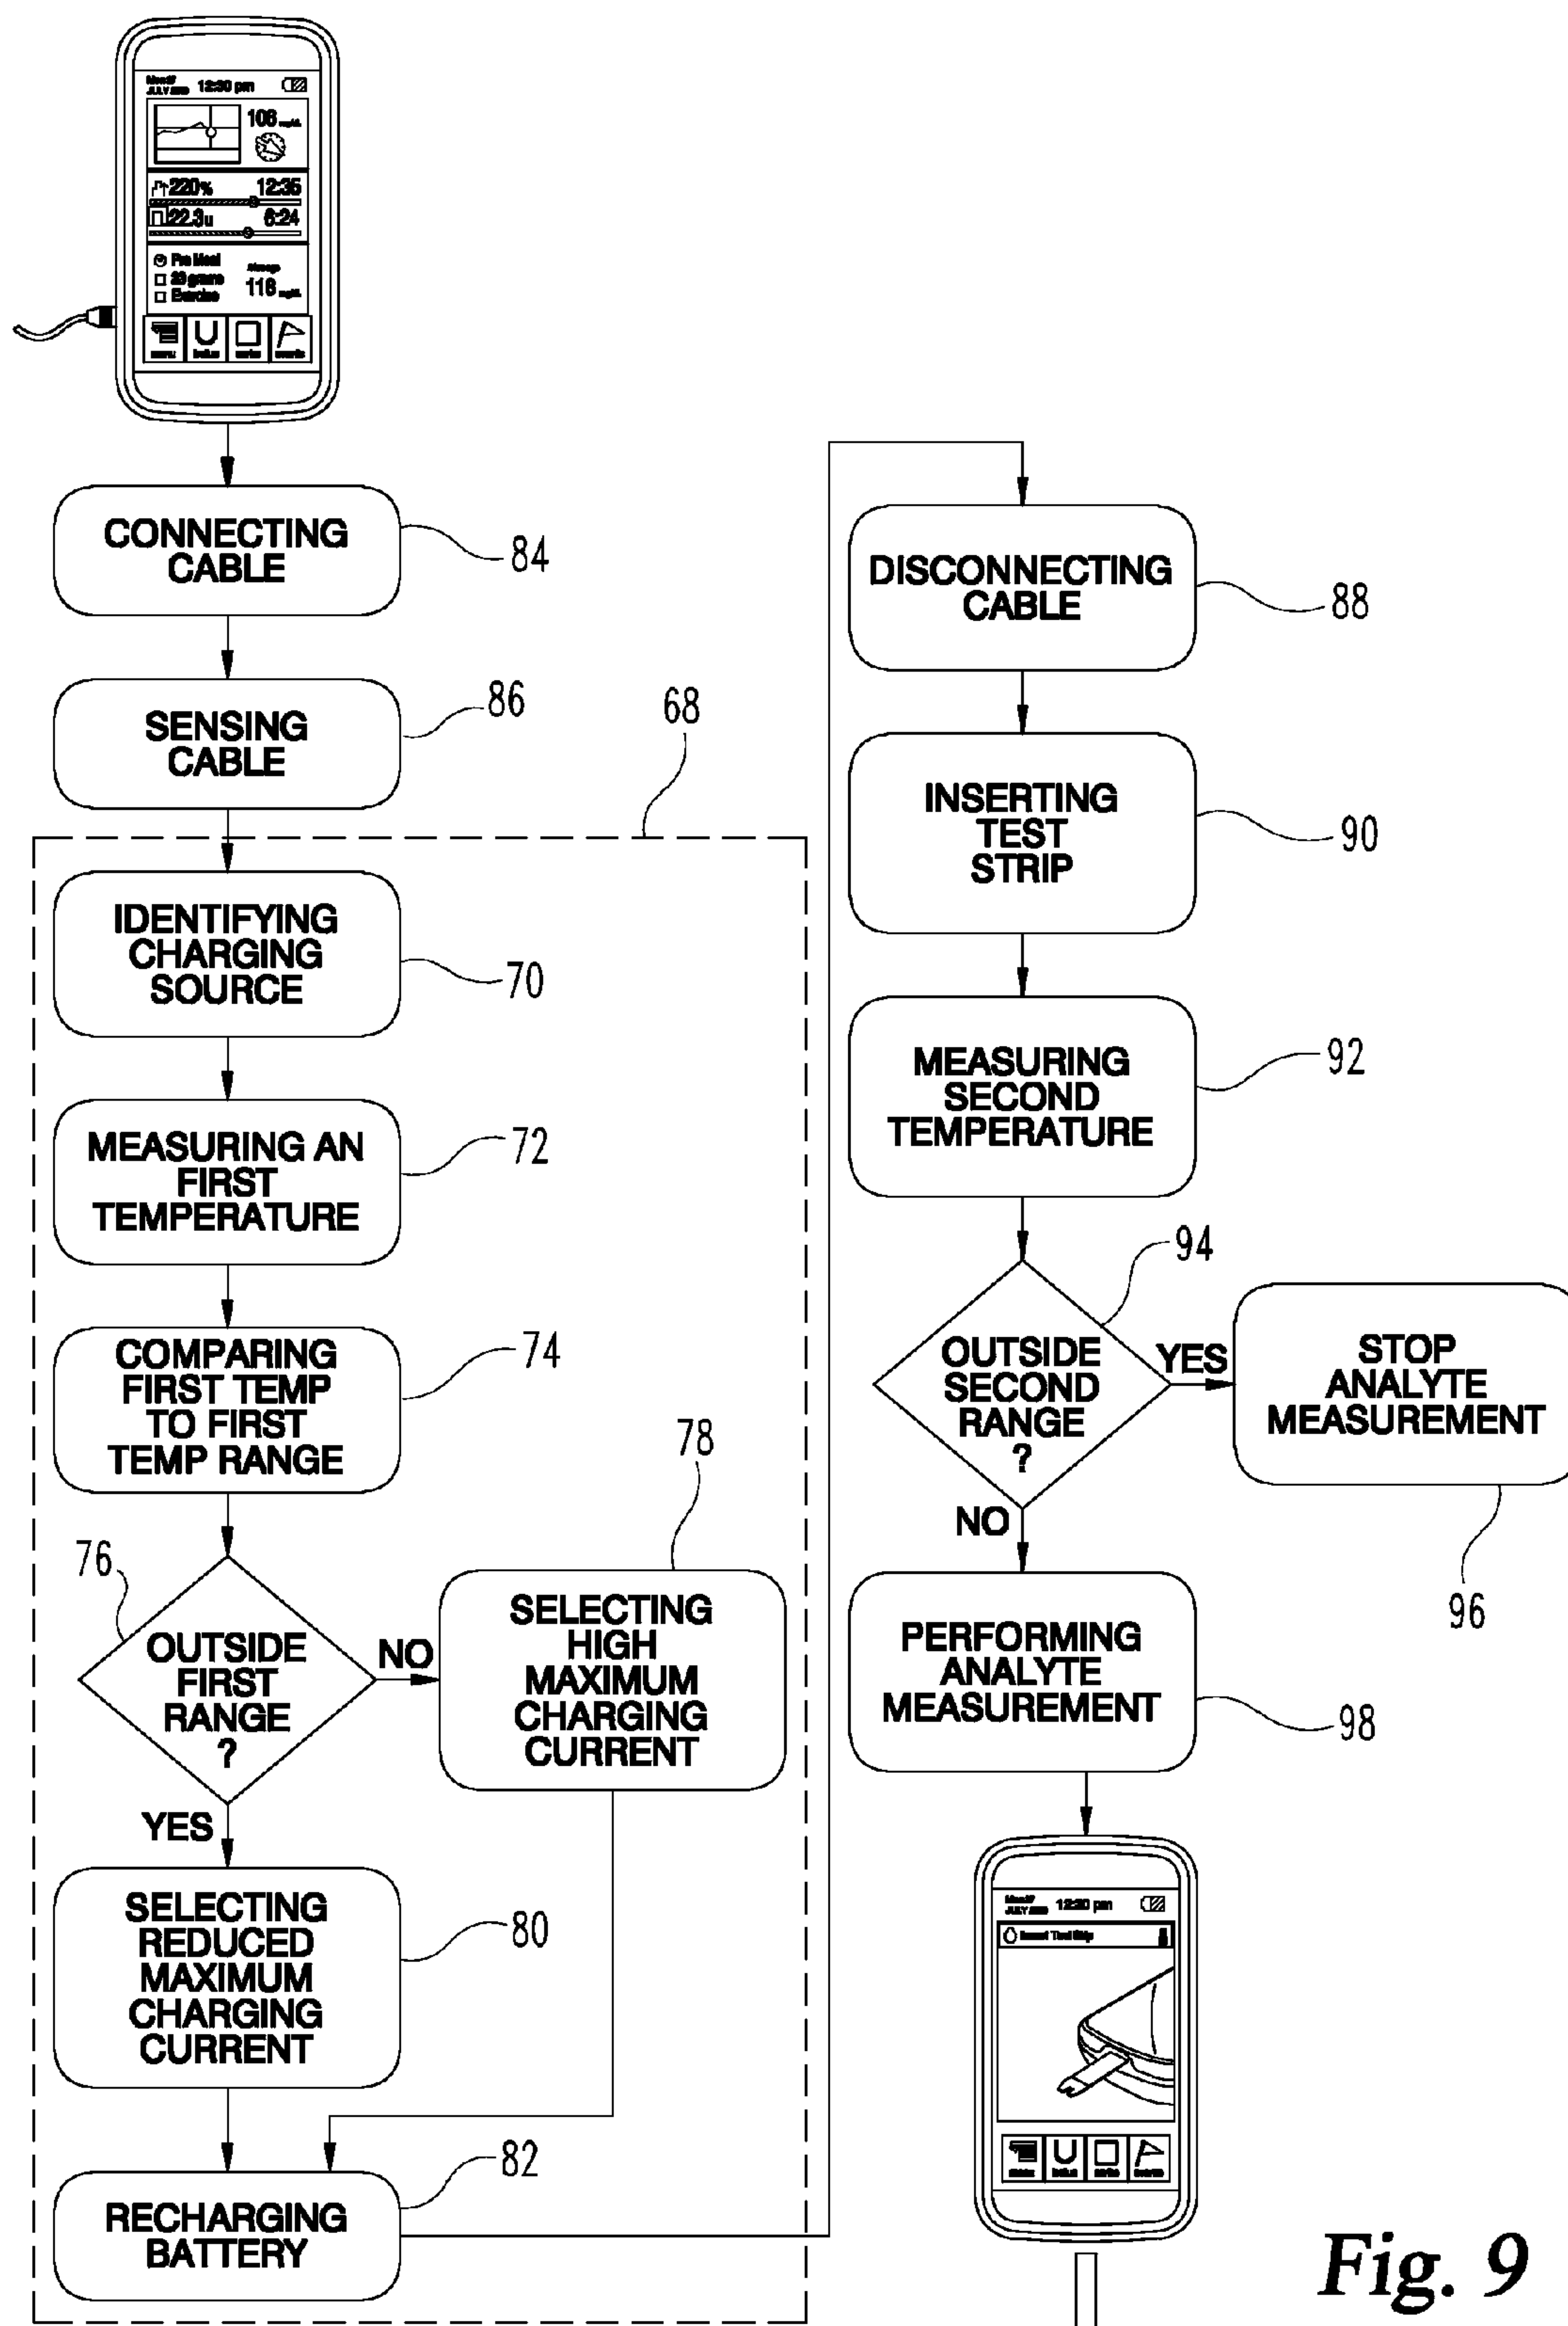 12:30 pm
106
220%
12:35
22.3u
6:24
Pre Meal
Exercise
118
menu
CONNECTING
CABLE
84
SENSING
CABLE
86
68
IDENTIFYING
CHARGING
SOURCE
70
MEASURING AN
FIRST
TEMPERATURE
72
COMPARING
FIRST TEMP
TO FIRST
TEMP RANGE
74
76
OUTSIDE
FIRST
RANGE
?
NO
YES
78
SELECTING
HIGH
MAXIMUM
CHARGING
CURRENT
SELECTING
REDUCED
MAXIMUM
CHARGING
CURRENT
80
RECHARGING
BATTERY
82
DISCONNECTING
CABLE
88
INSERTING
TEST
STRIP
90
MEASURING
SECOND
TEMPERATURE
92
94
OUTSIDE
SECOND
RANGE
?
YES
NO
STOP
ANALYTE
MEASUREMENT
96
PERFORMING
ANALYTE
MEASUREMENT
98
12:30 pm
Insert Test Strip
Fig. 9